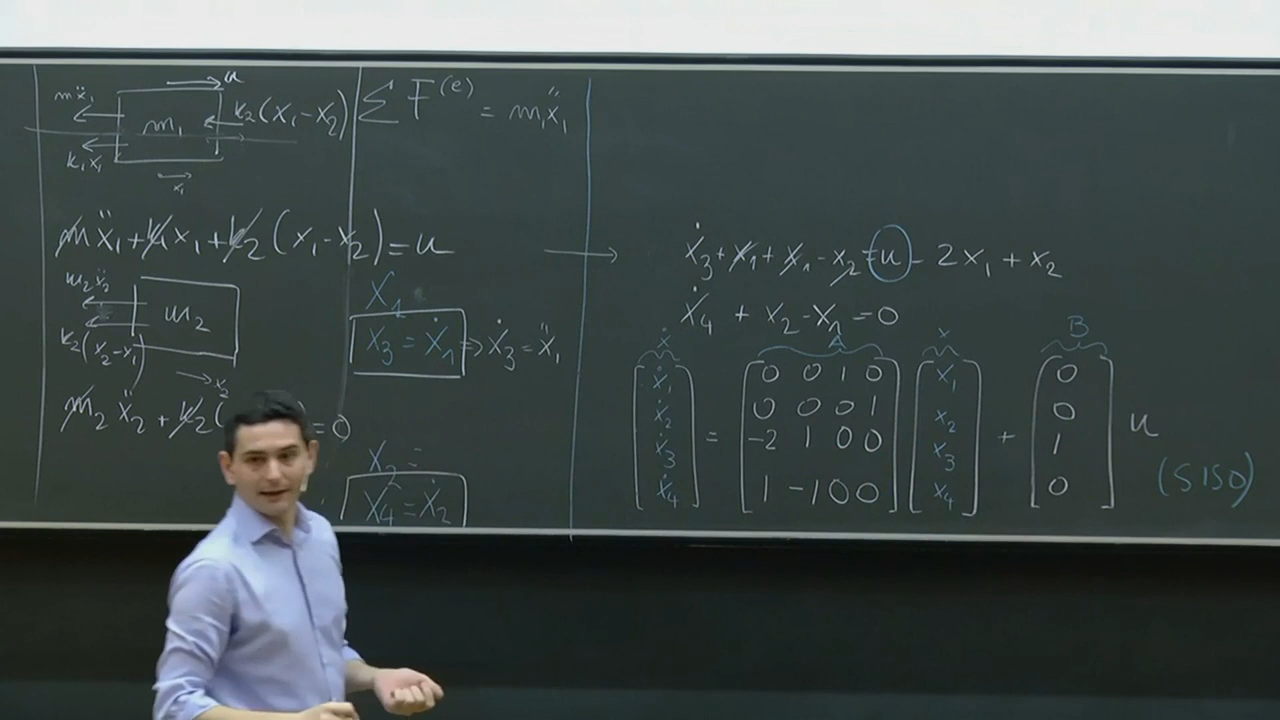 u
mẍ₁
m₁
k₂(x₁-x₂)
k₁x₁
x₁
mẍ₁+k₁x₁+k₂(x₁-x₂)=u
m₂ẍ₂
m₂
k₂(x₂-x₁)
x₂
m₂ẍ₂+k₂(
=0
∑F⁽ᵉ⁾ = m₁ẍ₁
x₁
x₃ = ẋ₁ ⇒ ẋ₃ = ẍ₁
x₂ =
x₄ = ẋ₂
→
ẋ₃ + x₁ + x₁ - x₂ = u - 2x₁ + x₂
ẋ₄ + x₂ - x₁ = 0
ẋ A x B
ẋ₁ 0 0 1 0 x₁ 0
ẋ₂ 0 0 0 1 x₂ 0
ẋ₃ = -2 1 0 0 x₃ + 1 u
ẋ₄ 1 -1 0 0 x₄ 0
(SISO)